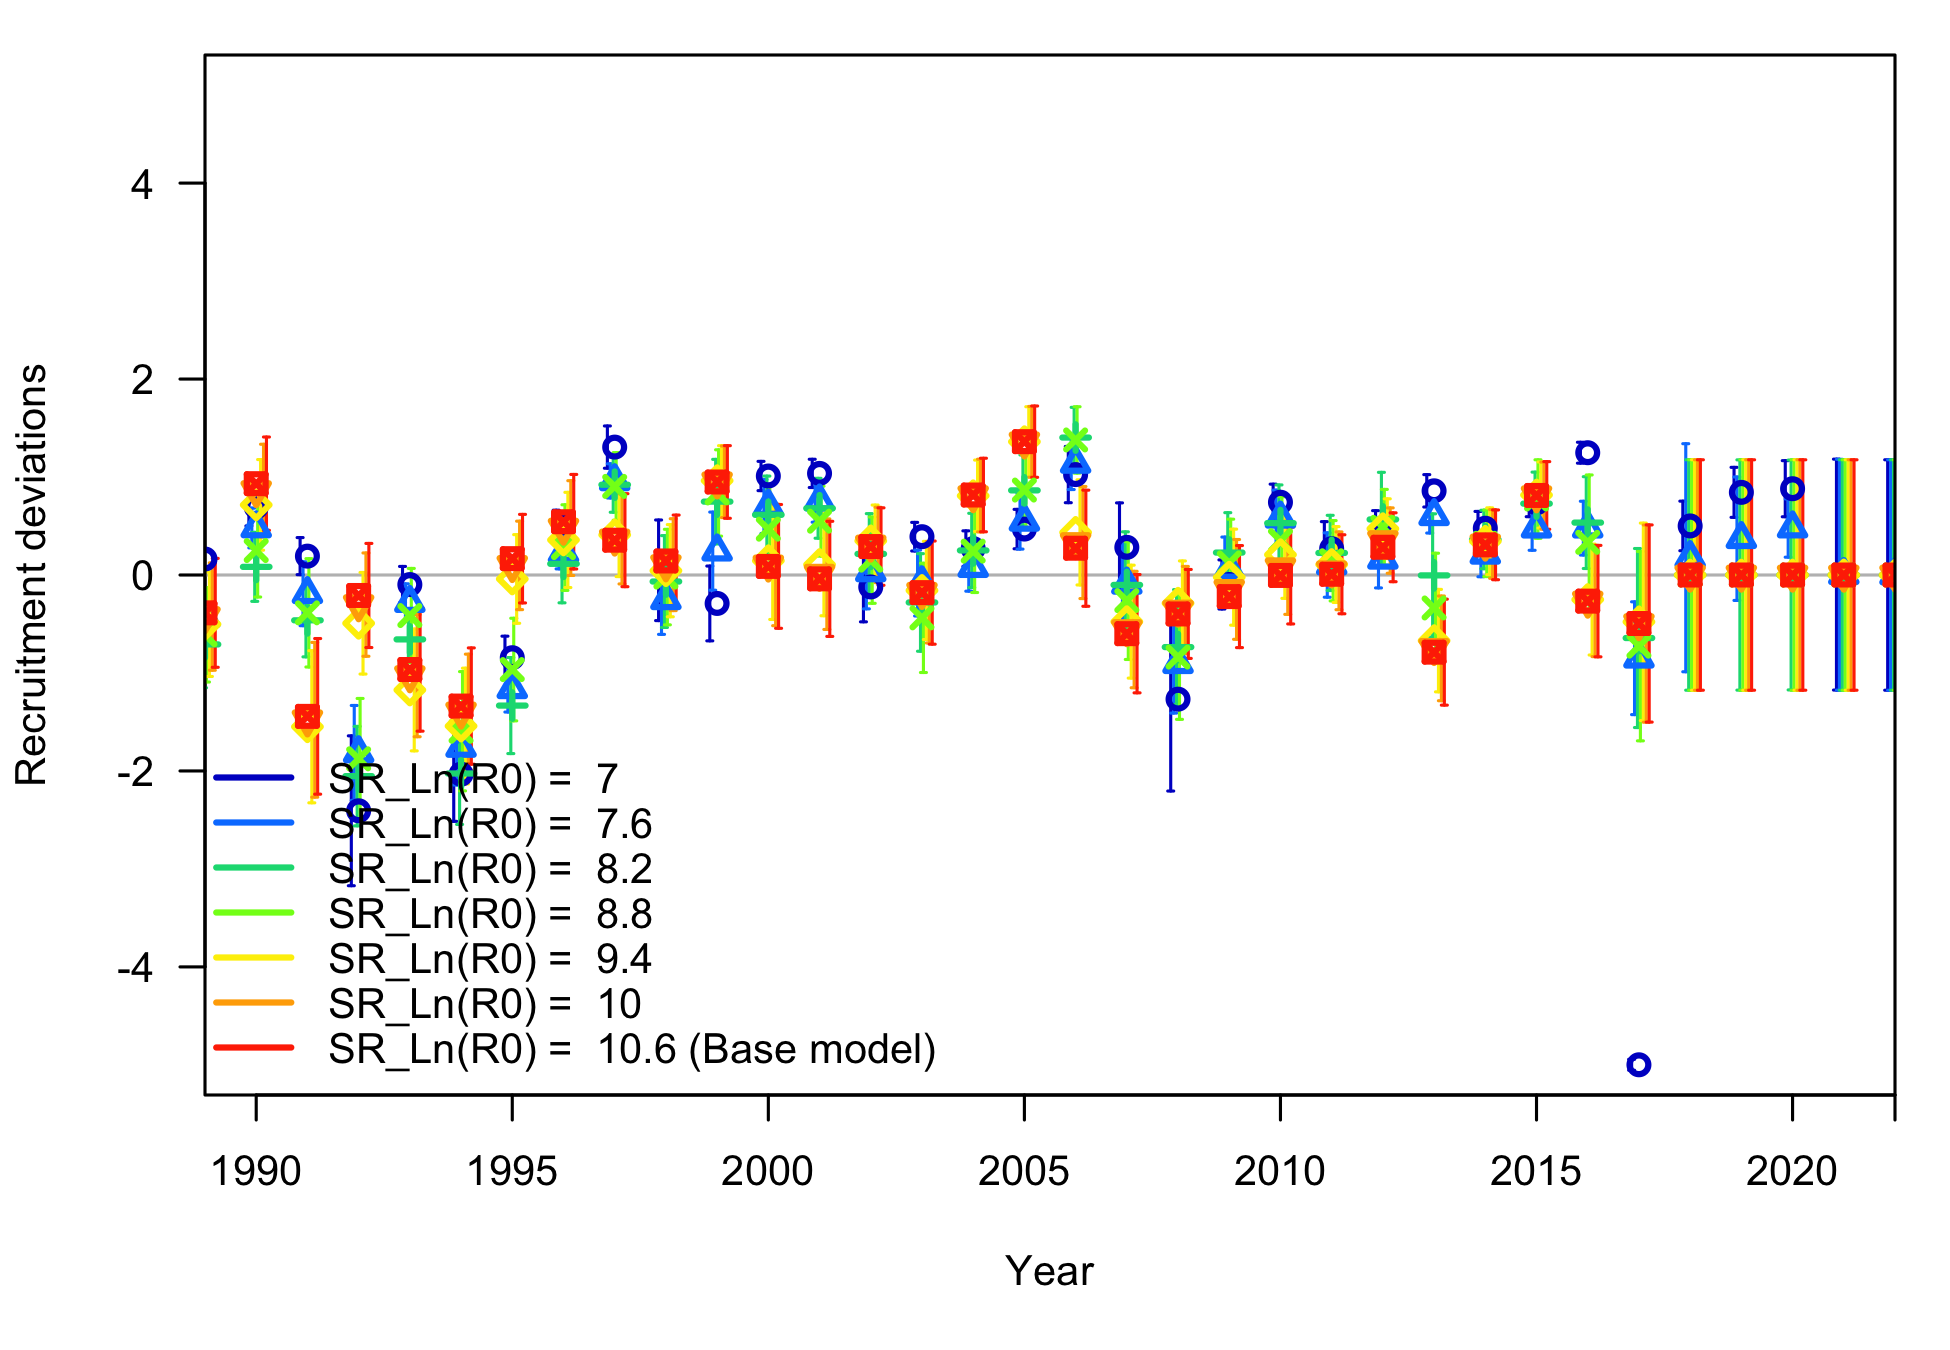 Recruitment deviations
4
2
0
-2
-4
SR_Ln(R0) = 7
SR_Ln(R0) = 7.6
SR_Ln(R0) = 8.2
SR_Ln(R0) = 8.8
SR_Ln(R0) = 9.4
SR_Ln(R0) = 10
SR_Ln(R0) = 10.6 (Base model)
1990 1995 2000 2005 2010 2015 2020
Year